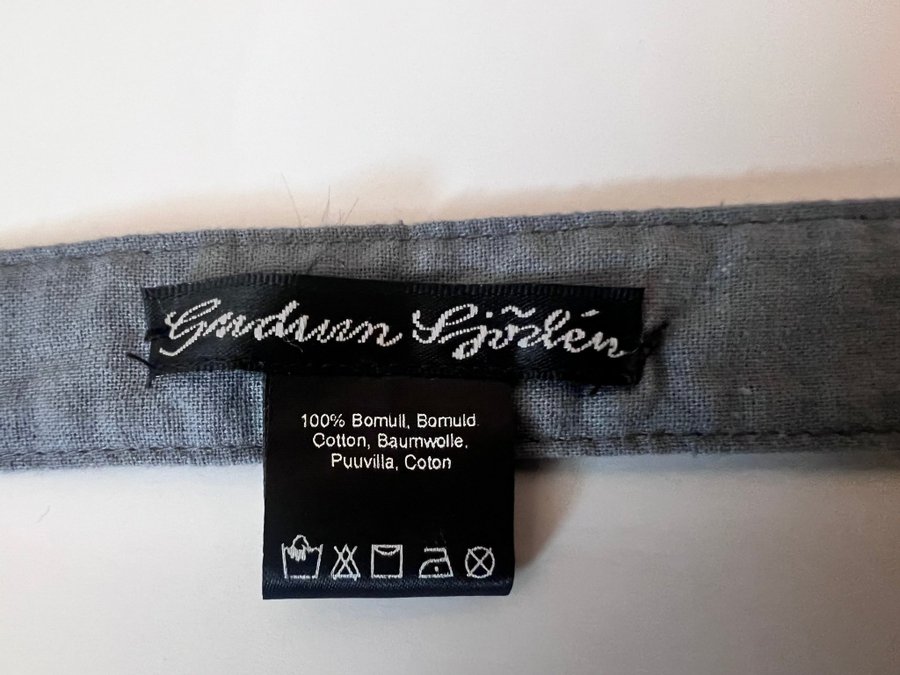 Gudrun Sjödén
100% Bomull, Bomuld
Cotton, Baumwolle,
Puuvilla, Coton